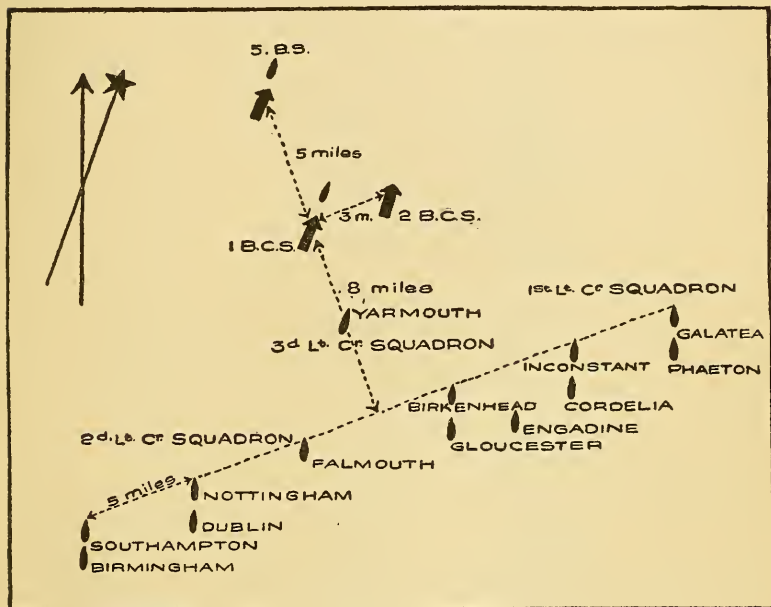 5. B.S.
5 miles
3 m. 2 B.C.S.
1 B.C.S.
8 miles
1st Lt. Cr SQUADRON
YARMOUTH
GALATEA
3d Lt. Cr. SQUADRON
INCONSTANT PHAETON
BIRKENHEAD CORDELIA
ENGADINE
2d. Lt. Cr. SQUADRON GLOUCESTER
FALMOUTH
5 miles
NOTTINGHAM
DUBLIN
SOUTHAMPTON
BIRMINGHAM